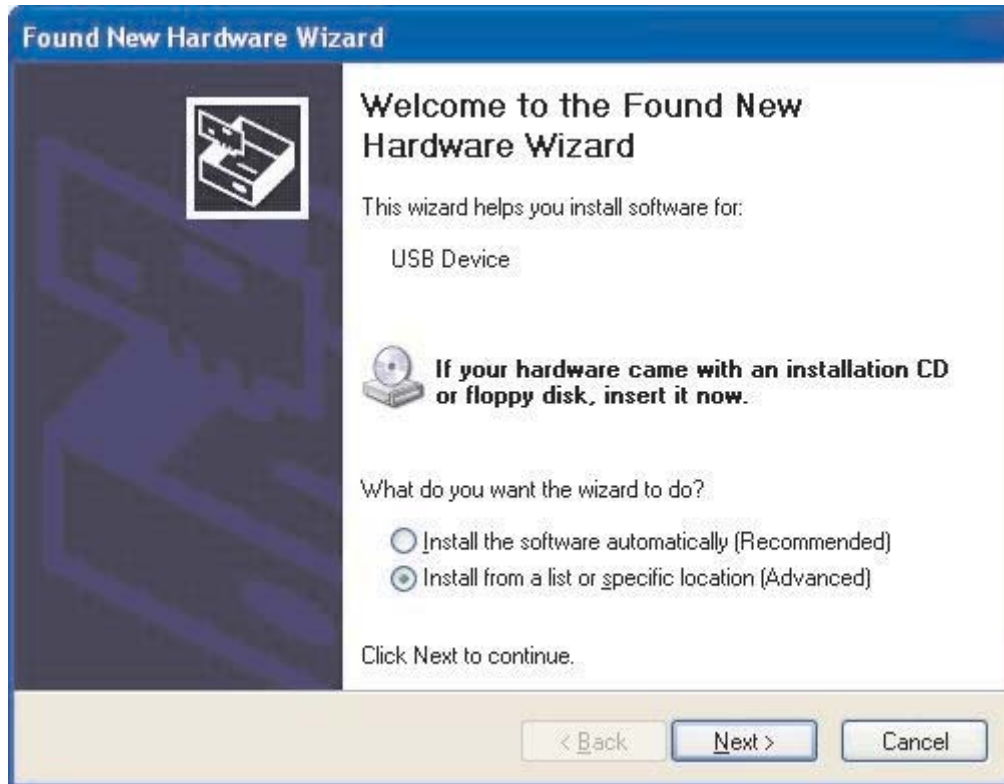 Found New Hardware Wizard
Welcome to the Found New
Hardware Wizard
This wizard helps you install software for:
USB Device
If your hardware came with an installation CD
or floppy disk, insert it now.
What do you want the wizard to do?
Install the software automatically (Recommended)
Install from a list or specific location (Advanced)
Click Next to continue.
< Back Next > Cancel